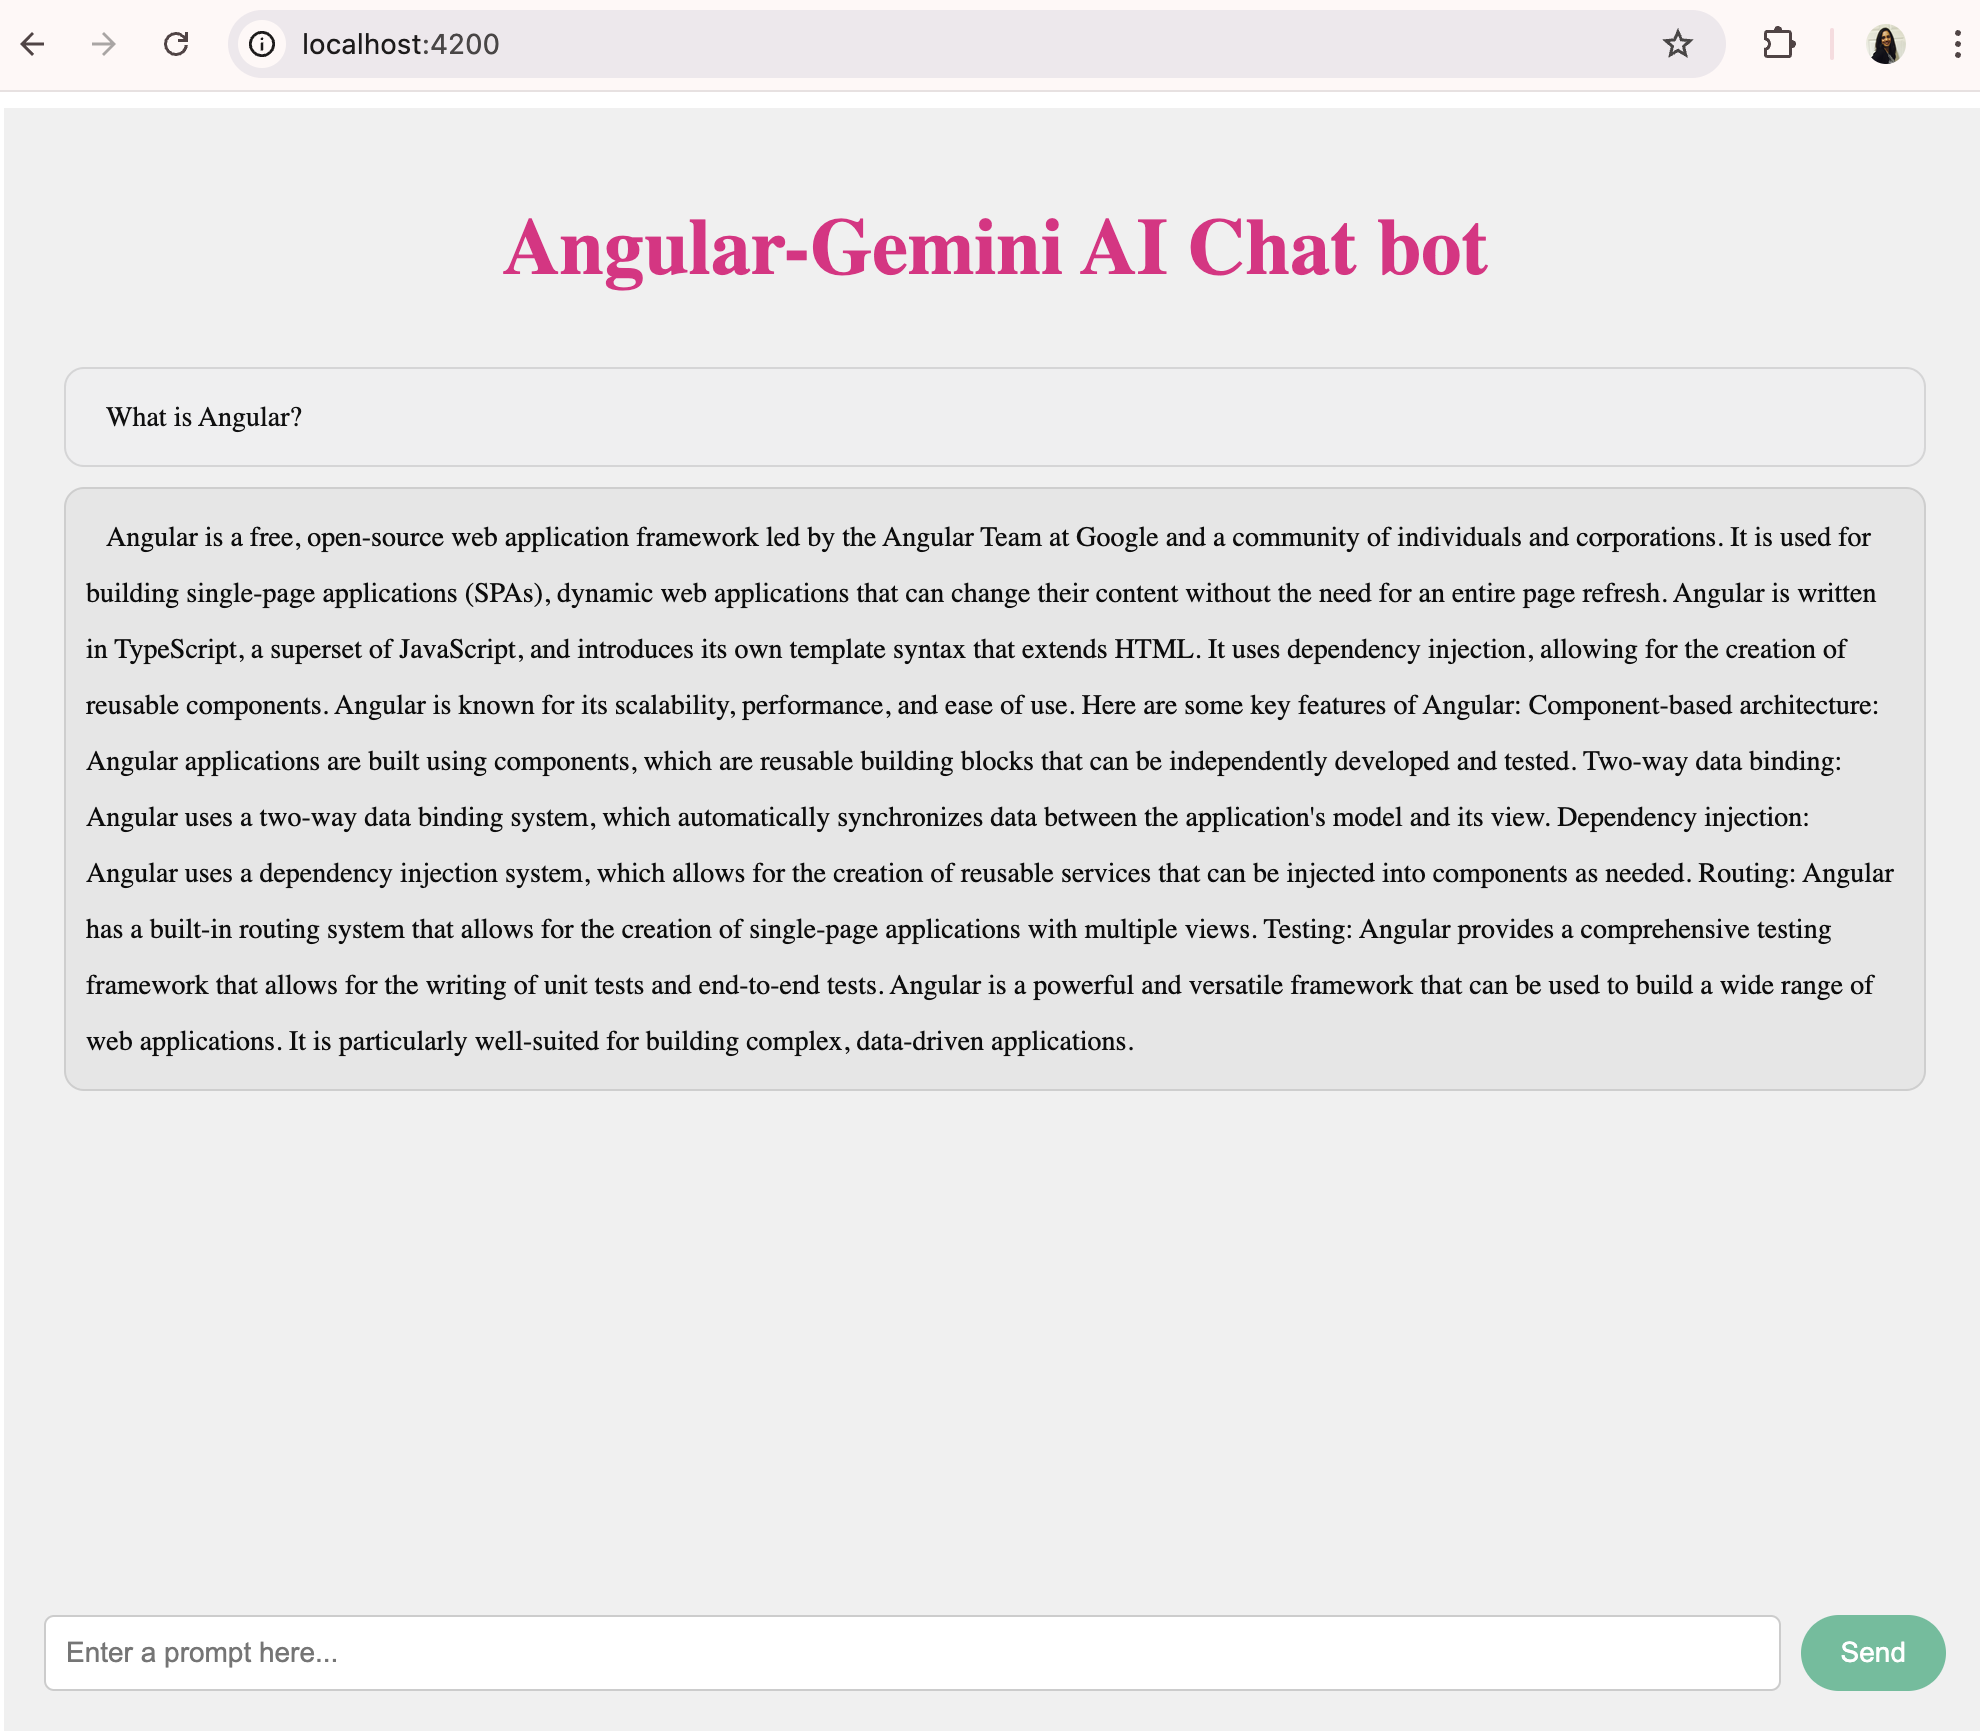 localhost:4200
Angular-Gemini AI Chat bot
What is Angular?
Angular is a free, open-source web application framework led by the Angular Team at Google and a community of individuals and corporations. It is used for
building single-page applications (SPAs), dynamic web applications that can change their content without the need for an entire page refresh. Angular is written
in TypeScript, a superset of JavaScript, and introduces its own template syntax that extends HTML. It uses dependency injection, allowing for the creation of
reusable components. Angular is known for its scalability, performance, and ease of use. Here are some key features of Angular: Component-based architecture:
Angular applications are built using components, which are reusable building blocks that can be independently developed and tested. Two-way data binding:
Angular uses a two-way data binding system, which automatically synchronizes data between the application's model and its view. Dependency injection:
Angular uses a dependency injection system, which allows for the creation of reusable services that can be injected into components as needed. Routing: Angular
has a built-in routing system that allows for the creation of single-page applications with multiple views. Testing: Angular provides a comprehensive testing
framework that allows for the writing of unit tests and end-to-end tests. Angular is a powerful and versatile framework that can be used to build a wide range of
web applications. It is particularly well-suited for building complex, data-driven applications.
Enter a prompt here...
Send